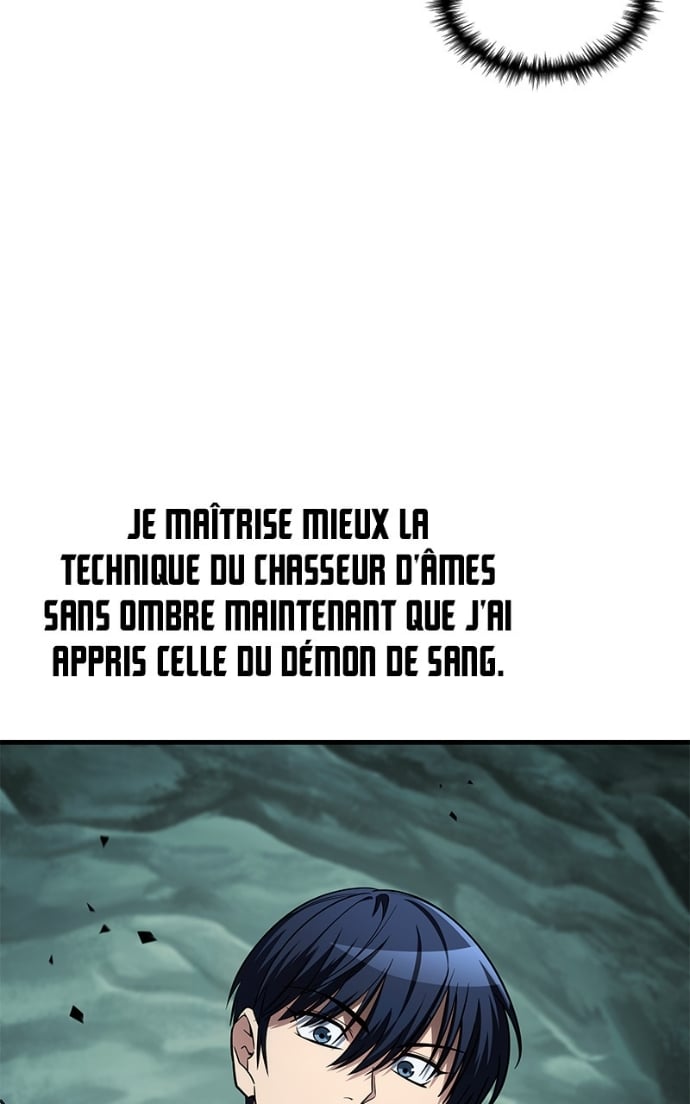 JE MAÎTRISE MIEUX LA
TECHNIQUE DU CHASSEUR D'ÂMES
SANS OMBRE MAINTENANT QUE J'AI
APPRIS CELLE DU DÉMON DE SANG.